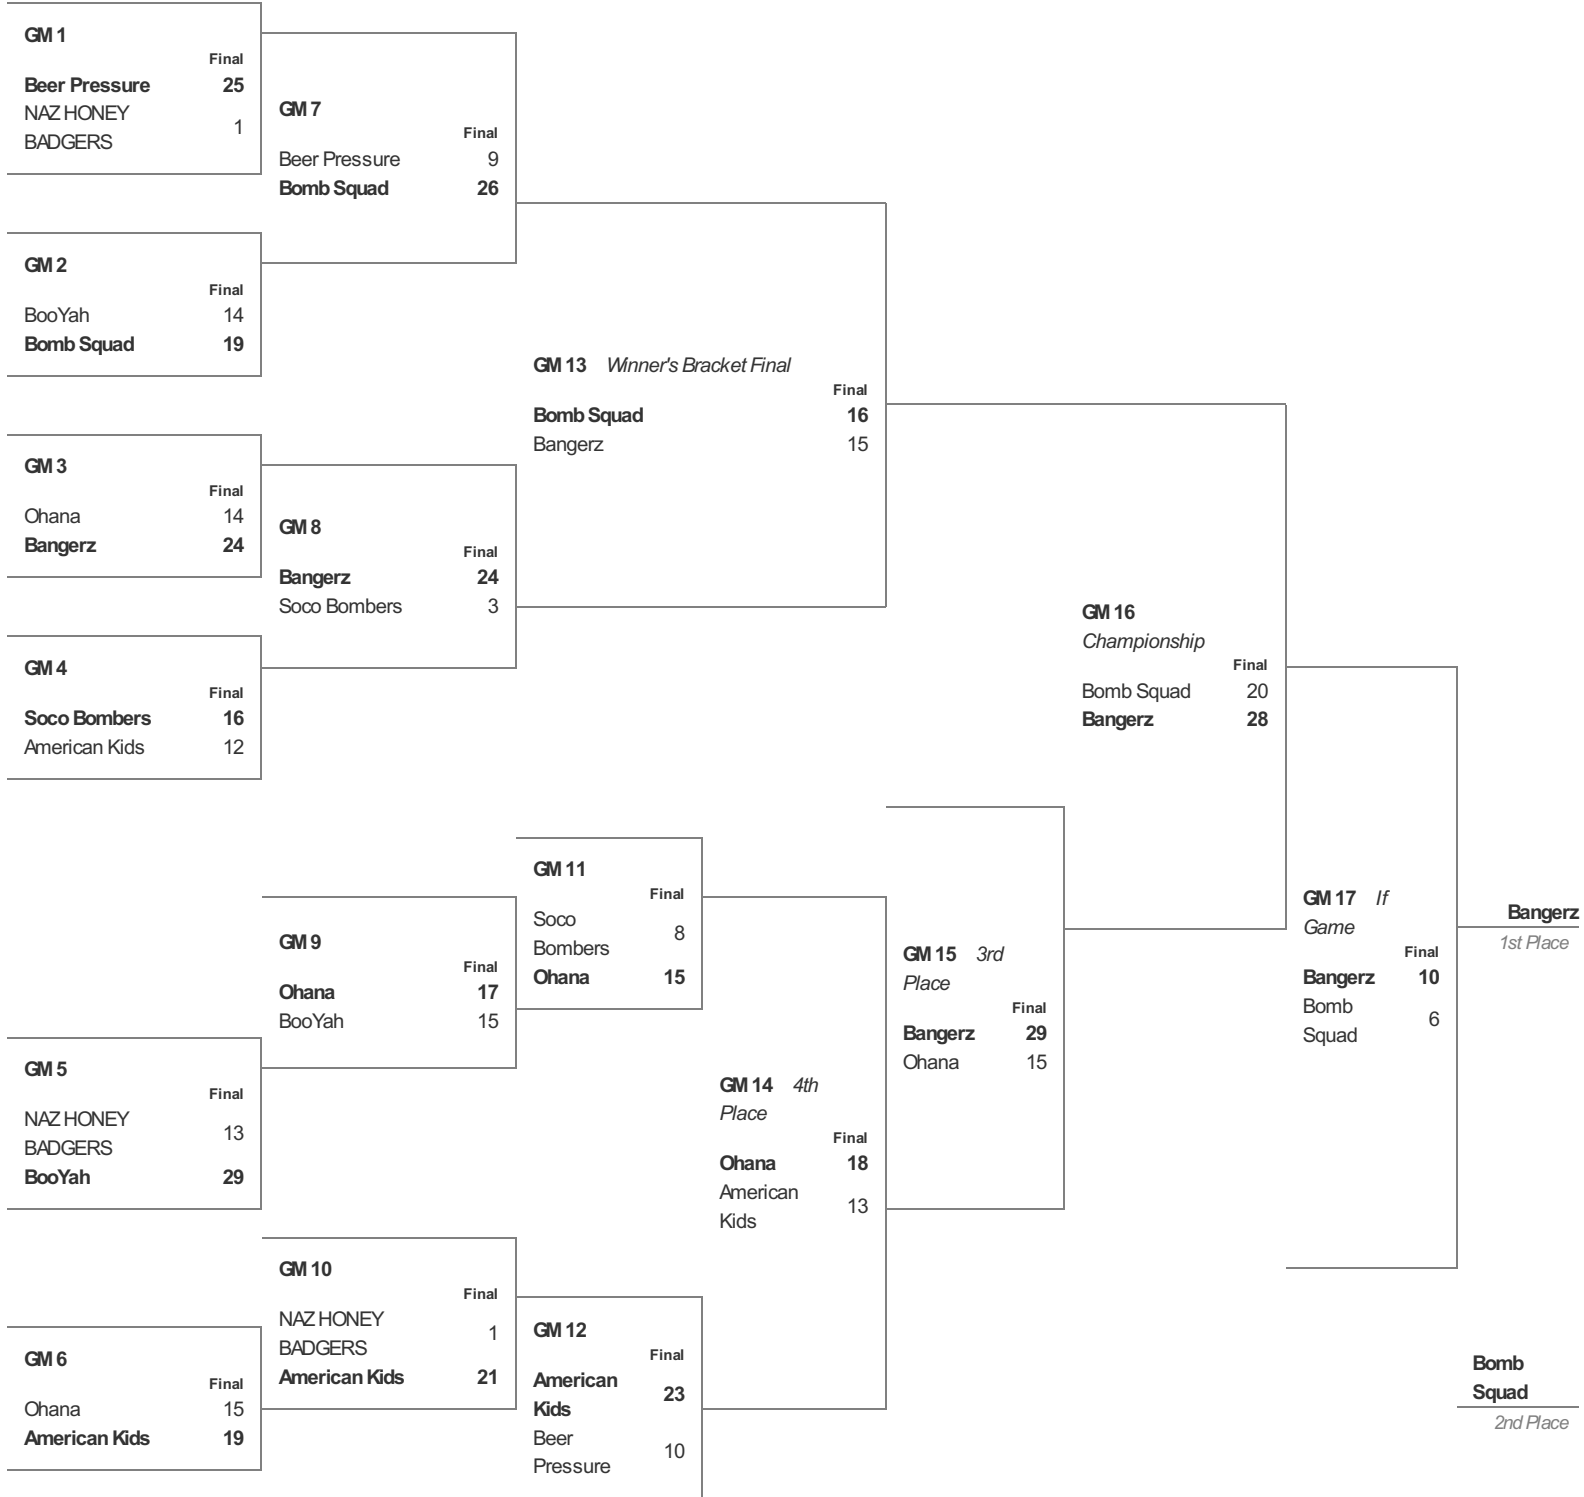 GM 1
Final
Beer Pressure 25
NAZ HONEY
BADGERS 1
GM 2
Final
BooYah 14
Bomb Squad 19
GM 3
Final
Ohana 14
Bangerz 24
GM 4
Final
Soco Bombers 16
American Kids 12
GM 5
Final
NAZ HONEY
BADGERS 13
BooYah 29
GM 6
Final
Ohana 15
American Kids 19
GM 7
Final
Beer Pressure 9
Bomb Squad 26
GM 8
Final
Bangerz 24
Soco Bombers 3
GM 9
Final
Ohana 17
BooYah 15
GM 10
Final
NAZ HONEY
BADGERS 1
American Kids 21
GM 13 Winner's Bracket Final
Final
Bomb Squad 16
Bangerz 15
GM 11
Final
Soco
Bombers 8
Ohana 15
GM 12
Final
American
Kids 23
Beer
Pressure 10
GM 14 4th
Place
Final
Ohana 18
American
Kids 13
GM 15 3rd
Place
Final
Bangerz 29
Ohana 15
GM 16
Championship
Final
Bomb Squad 20
Bangerz 28
GM 17 If
Game
Final
Bangerz 10
Bomb
Squad 6
Bangerz
1st Place
Bomb
Squad
2nd Place